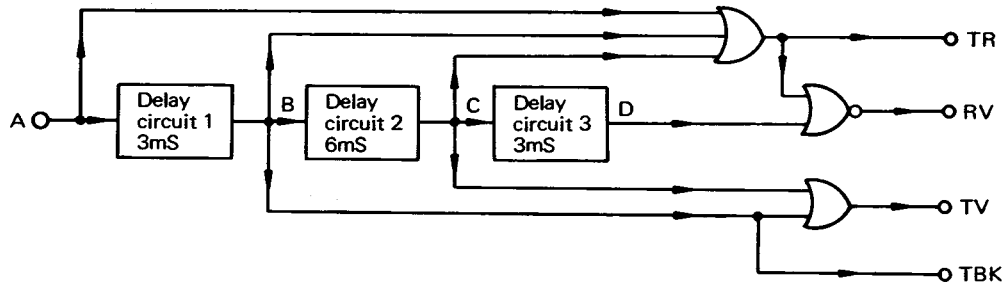 TR
A
Delay
circuit 1
3mS
B
Delay
circuit 2
6mS
C
Delay
circuit 3
3mS
D
RV
TV
TBK